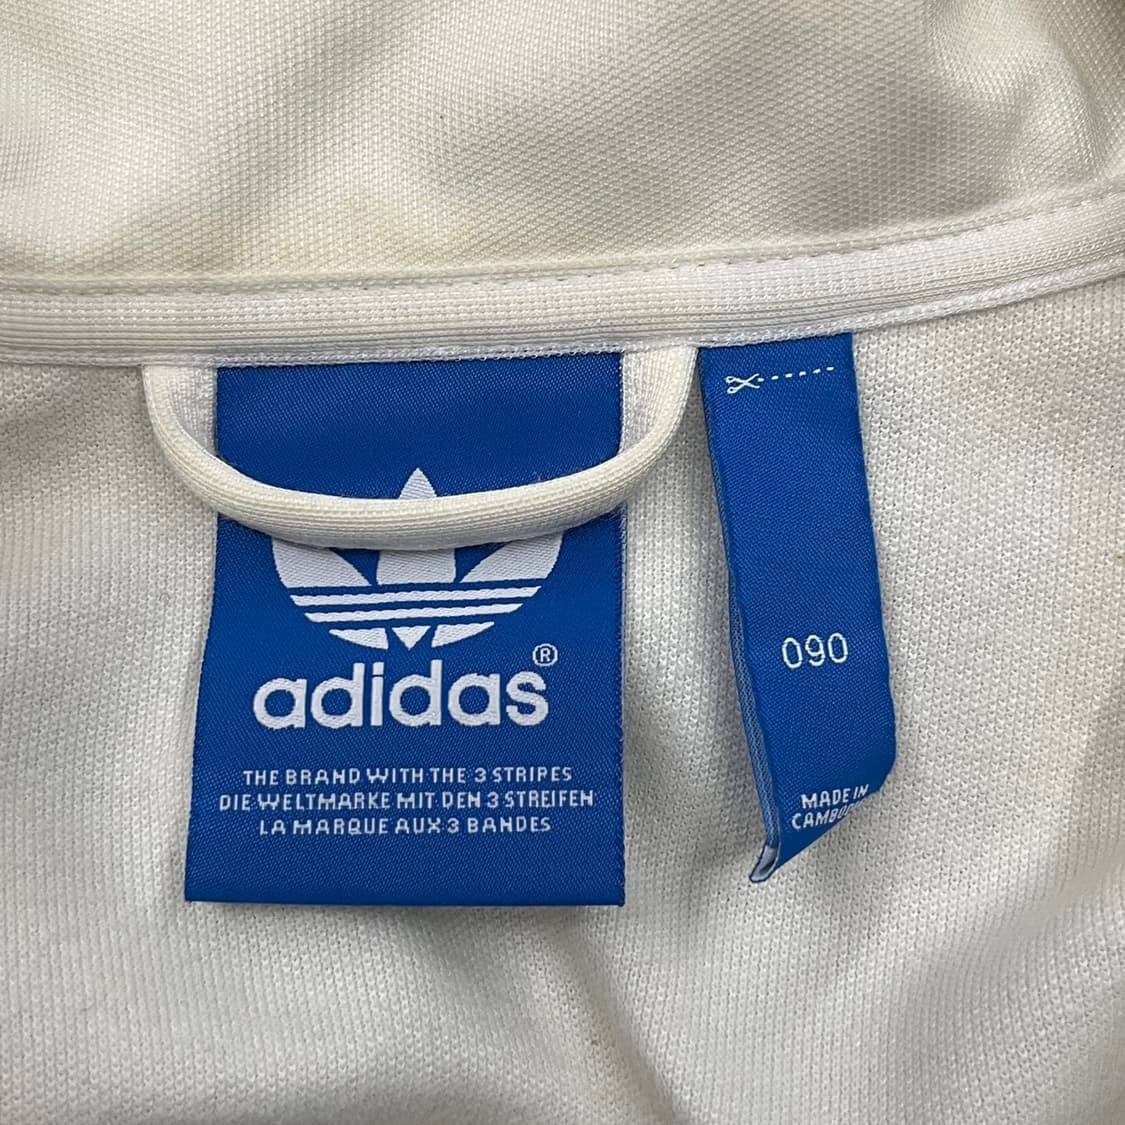 adidas®
THE BRAND WITH THE 3 STRIPES
DIE WELTMARKE MIT DEN 3 STREIFEN
LA MARQUE AUX 3 BANDES
090
MADE IN